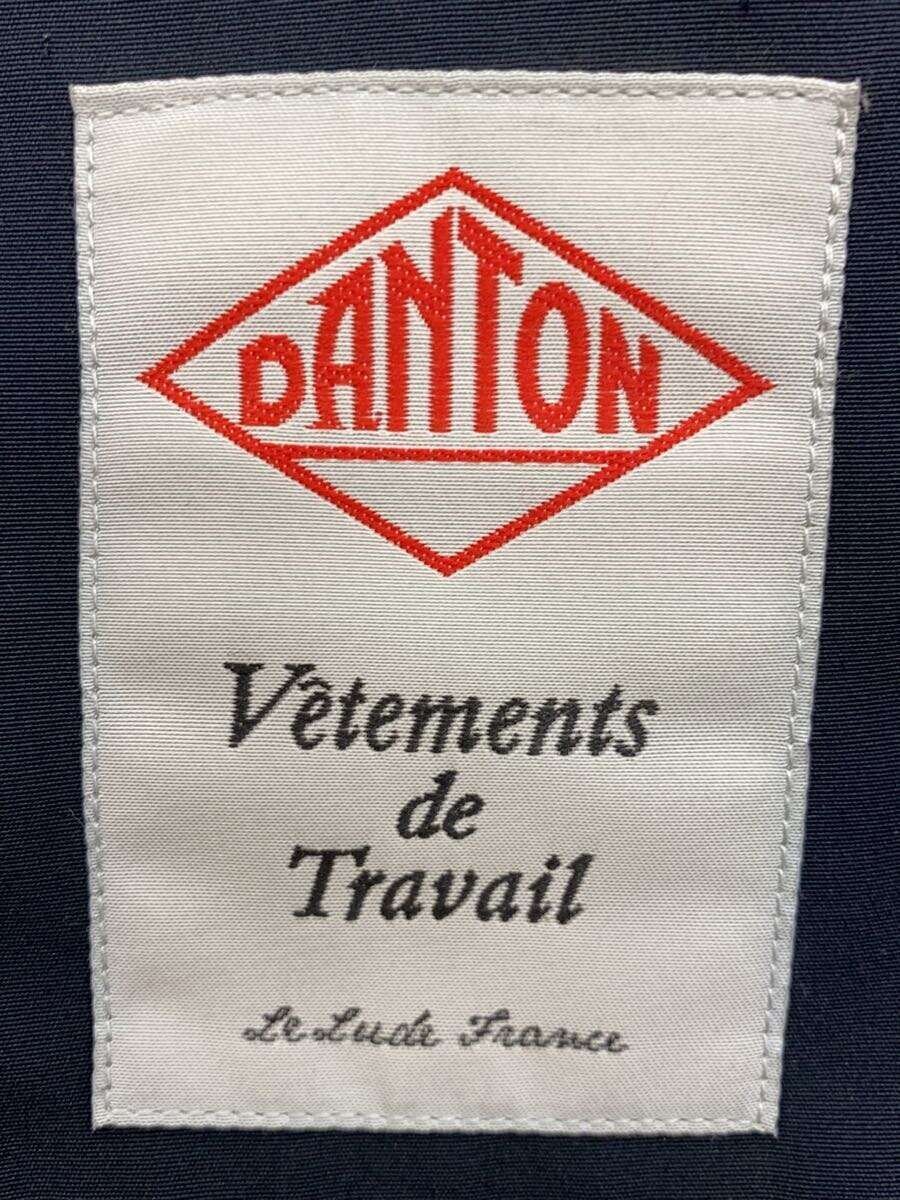 DANTON
Vêtements
de
Travail
Le Lude France